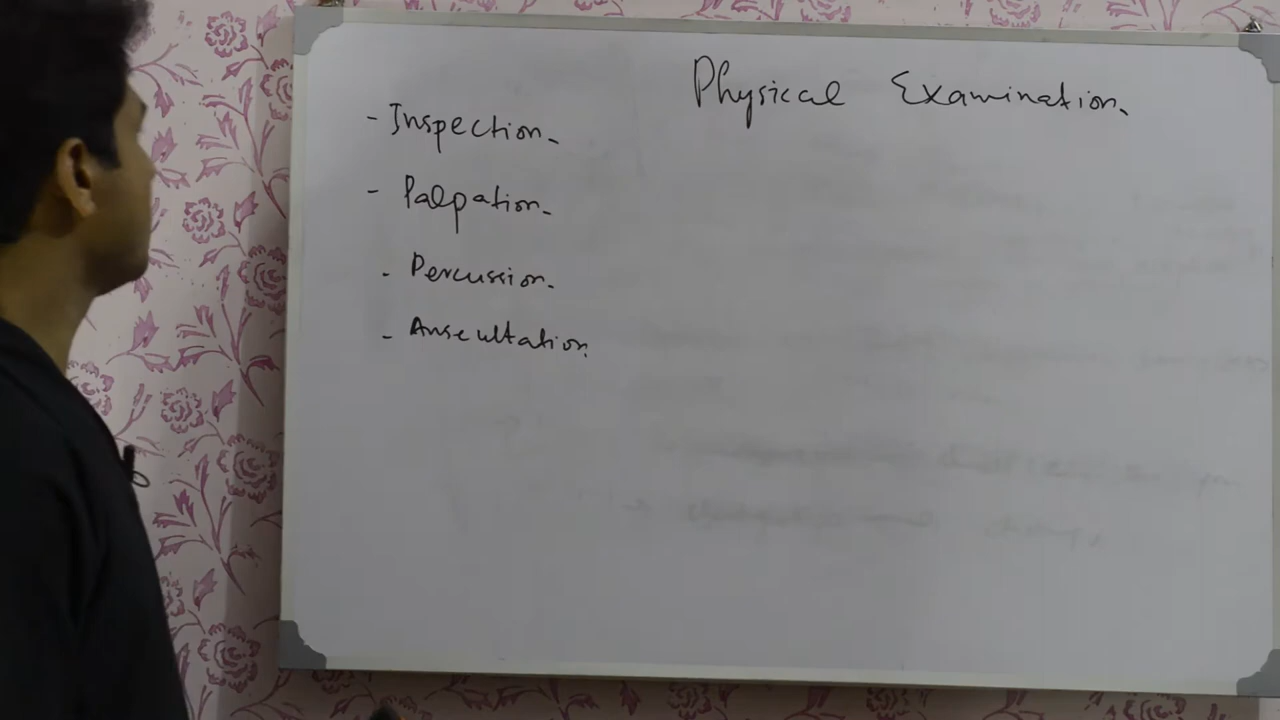 Physical Examination.
- Inspection.
- Palpation.
- Percussion.
- Auscultation.